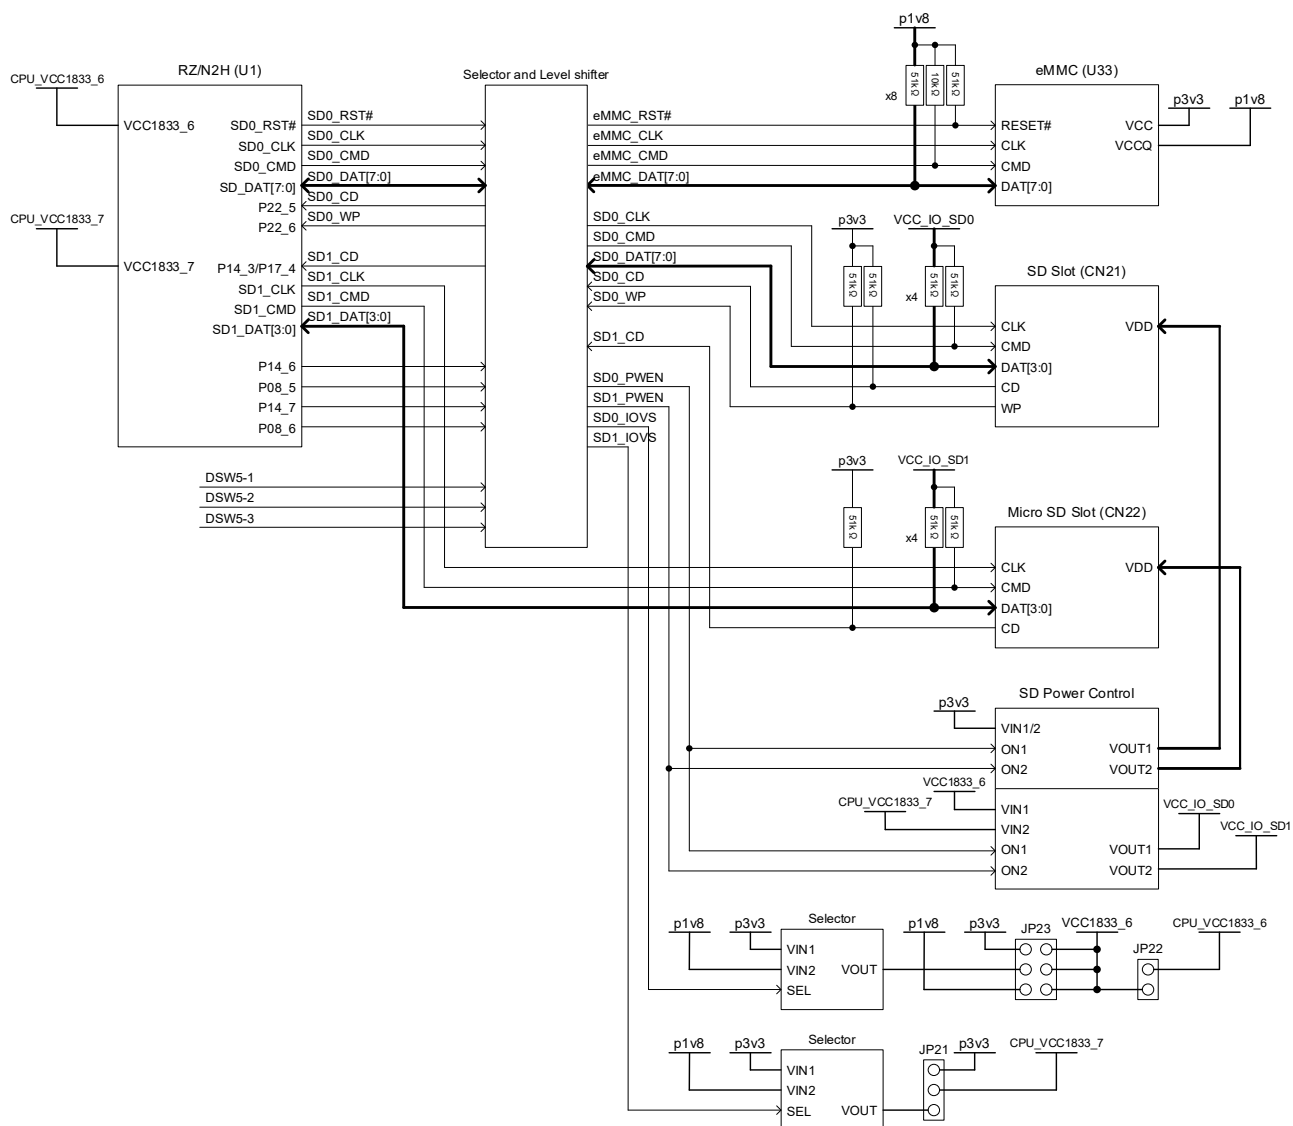 p1v8
RZ/N2H (U1)
Selector and Level shifter
eMMC (U33)
CPU_VCC1833_6
VCC1833_6
SD0_RST#
SD0_CLK
SD0_CMD
SD_DAT[7:0]
P22_5
P22_6
CPU_VCC1833_7
VCC1833_7
P14_3/P17_4
SD1_CLK
SD1_CMD
SD1_DAT[3:0]
P14_6
P08_5
P14_7
P08_6
SD0_RST#
SD0_CLK
SD0_CMD
SD0_DAT[7:0]
SD0_CD
SD0_WP
SD1_CD
SD1_CLK
SD1_CMD
SD1_DAT[3:0]
DSW5-1
DSW5-2
DSW5-3
eMMC_RST#
eMMC_CLK
eMMC_CMD
eMMC_DAT[7:0]
SD0_CLK
SD0_CMD
SD0_DAT[7:0]
SD0_CD
SD0_WP
SD1_CD
SD0_PWEN
SD1_PWEN
SD0_IOVS
SD1_IOVS
x8
51kΩ
10kΩ
51kΩ
RESET#
CLK
CMD
DAT[7:0]
VCC
VCCQ
p3v3
p1v8
p3v3
VCC_IO_SD0
51kΩ
51kΩ
x4
51kΩ
51kΩ
SD Slot (CN21)
CLK
CMD
DAT[3:0]
CD
WP
VDD
p3v3
VCC_IO_SD1
51kΩ
x4
51kΩ
51kΩ
Micro SD Slot (CN22)
CLK
CMD
DAT[3:0]
CD
VDD
SD Power Control
p3v3
VIN1/2
ON1
ON2
VOUT1
VOUT2
VCC1833_6
CPU_VCC1833_7
VIN1
VIN2
ON1
ON2
VOUT1
VOUT2
VCC_IO_SD0
VCC_IO_SD1
p1v8
p3v3
Selector
VIN1
VIN2
SEL
VOUT
p1v8
p3v3
JP23
VCC1833_6
JP22
CPU_VCC1833_6
p1v8
p3v3
Selector
VIN1
VIN2
SEL
VOUT
JP21
p3v3
CPU_VCC1833_7